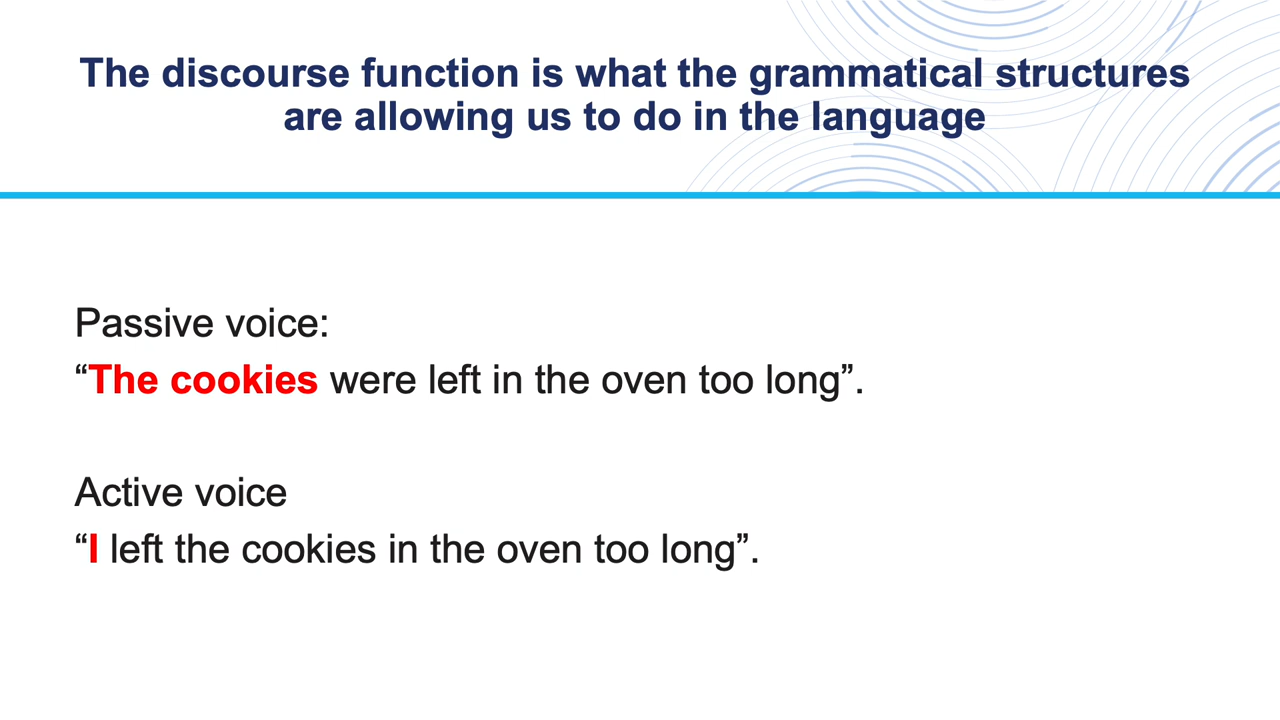 The discourse function is what the grammatical structures
are allowing us to do in the language
Passive voice:
“The cookies were left in the oven too long”.
Active voice
“I left the cookies in the oven too long”.